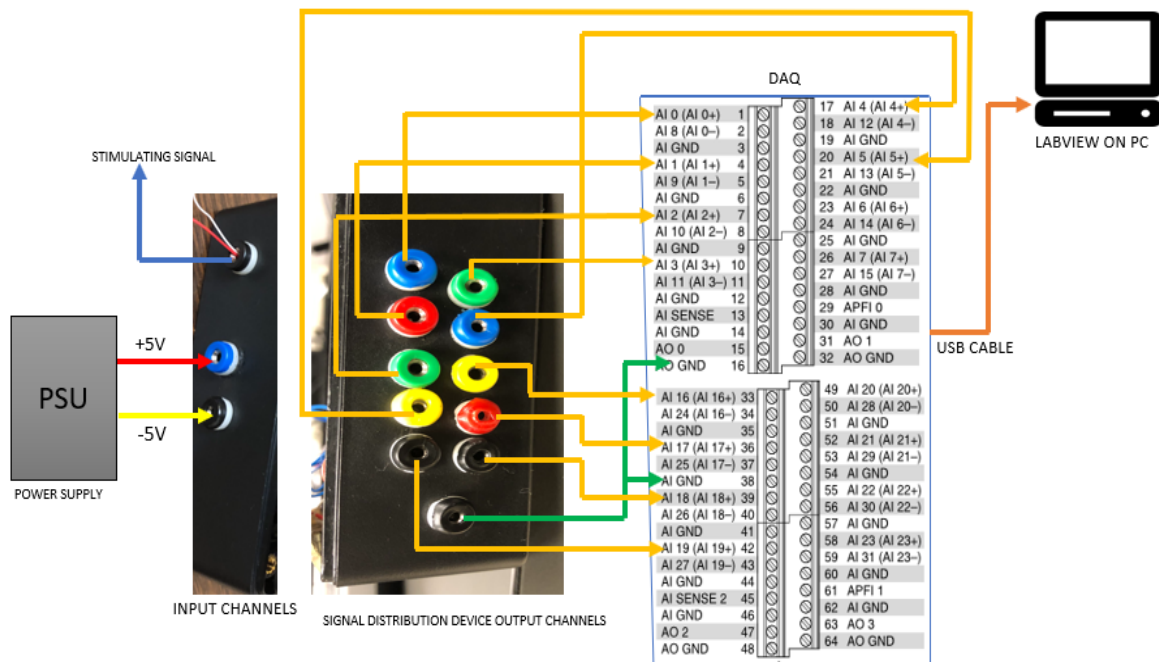 DAQ
LABVIEW ON PC
STIMULATING SIGNAL
USB CABLE
+5V
PSU
-5V
POWER SUPPLY
INPUT CHANNELS
SIGNAL DISTRIBUTION DEVICE OUTPUT CHANNELS
AI 0 (AI 0+) 1
AI 8 (AI 0–) 2
AI GND 3
AI 1 (AI 1+) 4
AI 9 (AI 1–) 5
AI GND 6
AI 2 (AI 2+) 7
AI 10 (AI 2–) 8
AI GND 9
AI 3 (AI 3+) 10
AI 11 (AI 3–) 11
AI GND 12
AI SENSE 13
AI GND 14
AO 0 15
AO GND 16
17 AI 4 (AI 4+)
18 AI 12 (AI 4–)
19 AI GND
20 AI 5 (AI 5+)
21 AI 13 (AI 5–)
22 AI GND
23 AI 6 (AI 6+)
24 AI 14 (AI 6–)
25 AI GND
26 AI 7 (AI 7+)
27 AI 15 (AI 7–)
28 AI GND
29 APFI 0
30 AI GND
31 AO 1
32 AO GND
AI 16 (AI 16+) 33
AI 24 (AI 16–) 34
AI GND 35
AI 17 (AI 17+) 36
AI 25 (AI 17–) 37
AI GND 38
AI 18 (AI 18+) 39
AI 26 (AI 18–) 40
AI GND 41
AI 19 (AI 19+) 42
AI 27 (AI 19–) 43
AI GND 44
AI SENSE 2 45
AI GND 46
AO 2 47
AO GND 48
49 AI 20 (AI 20+)
50 AI 28 (AI 20–)
51 AI GND
52 AI 21 (AI 21+)
53 AI 29 (AI 21–)
54 AI GND
55 AI 22 (AI 22+)
56 AI 30 (AI 22–)
57 AI GND
58 AI 23 (AI 23+)
59 AI 31 (AI 23–)
60 AI GND
61 APFI 1
62 AI GND
63 AO 3
64 AO GND